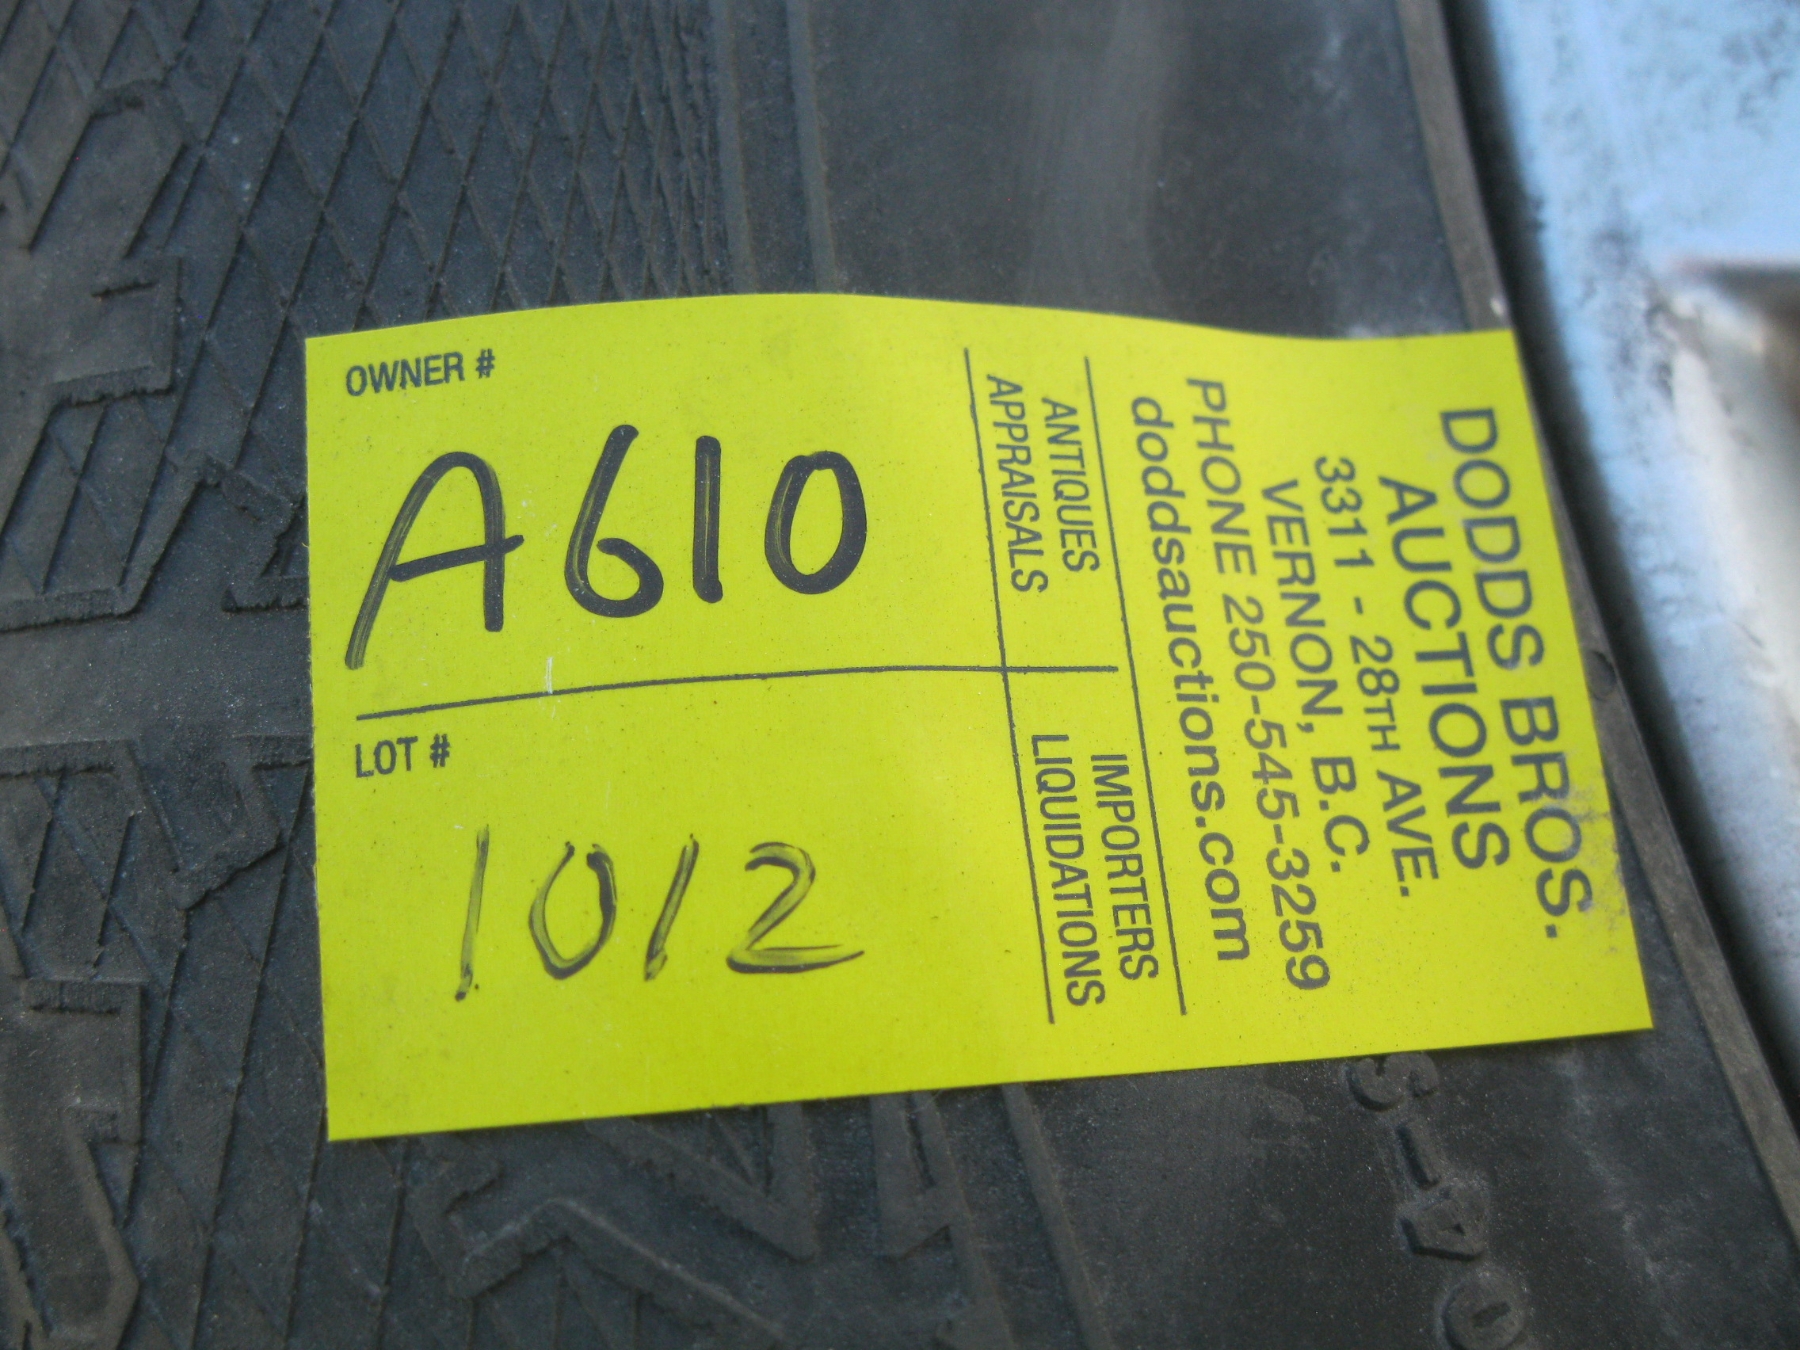 OWNER #
A610
LOT #
1012
ANTIQUES
APPRAISALS
IMPORTERS
LIQUIDATIONS
DODDS BROS.
AUCTIONS
3311 - 28TH AVE.
VERNON, B.C.
PHONE 250-545-3259
doddsauctions.com